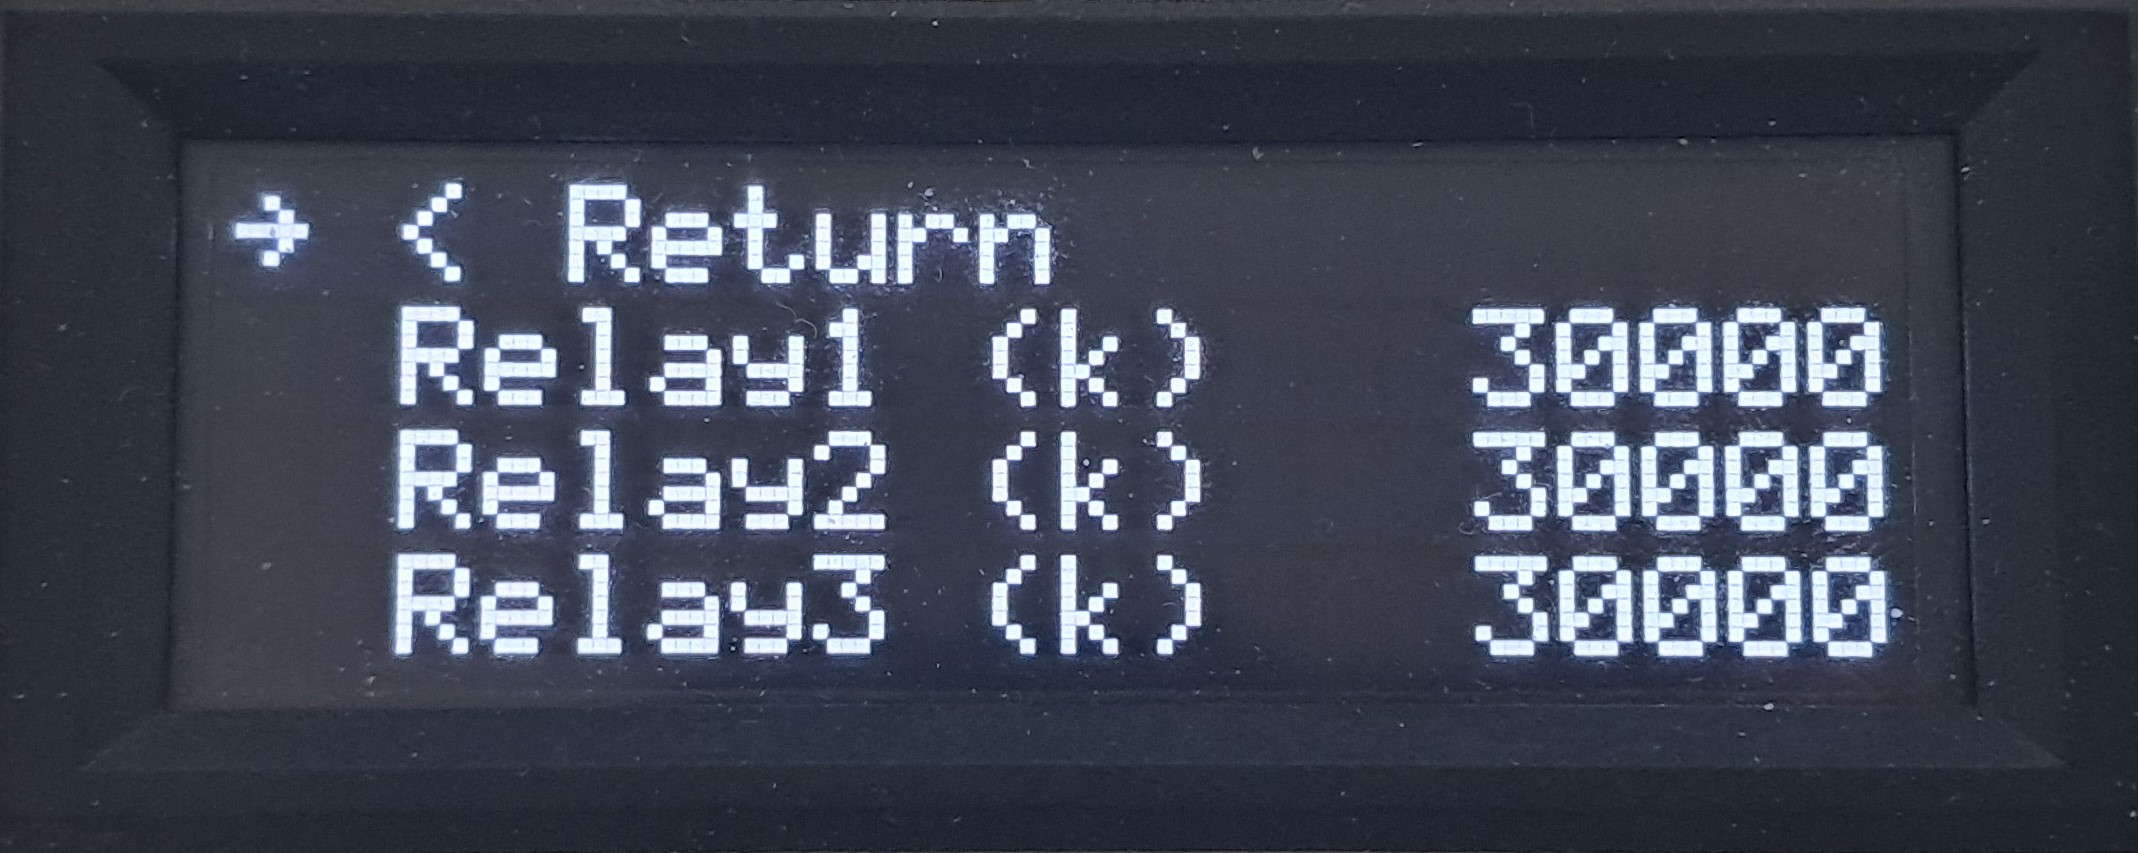 → < Return
Relay1 (k) 30000
Relay2 (k) 30000
Relay3 (k) 30000